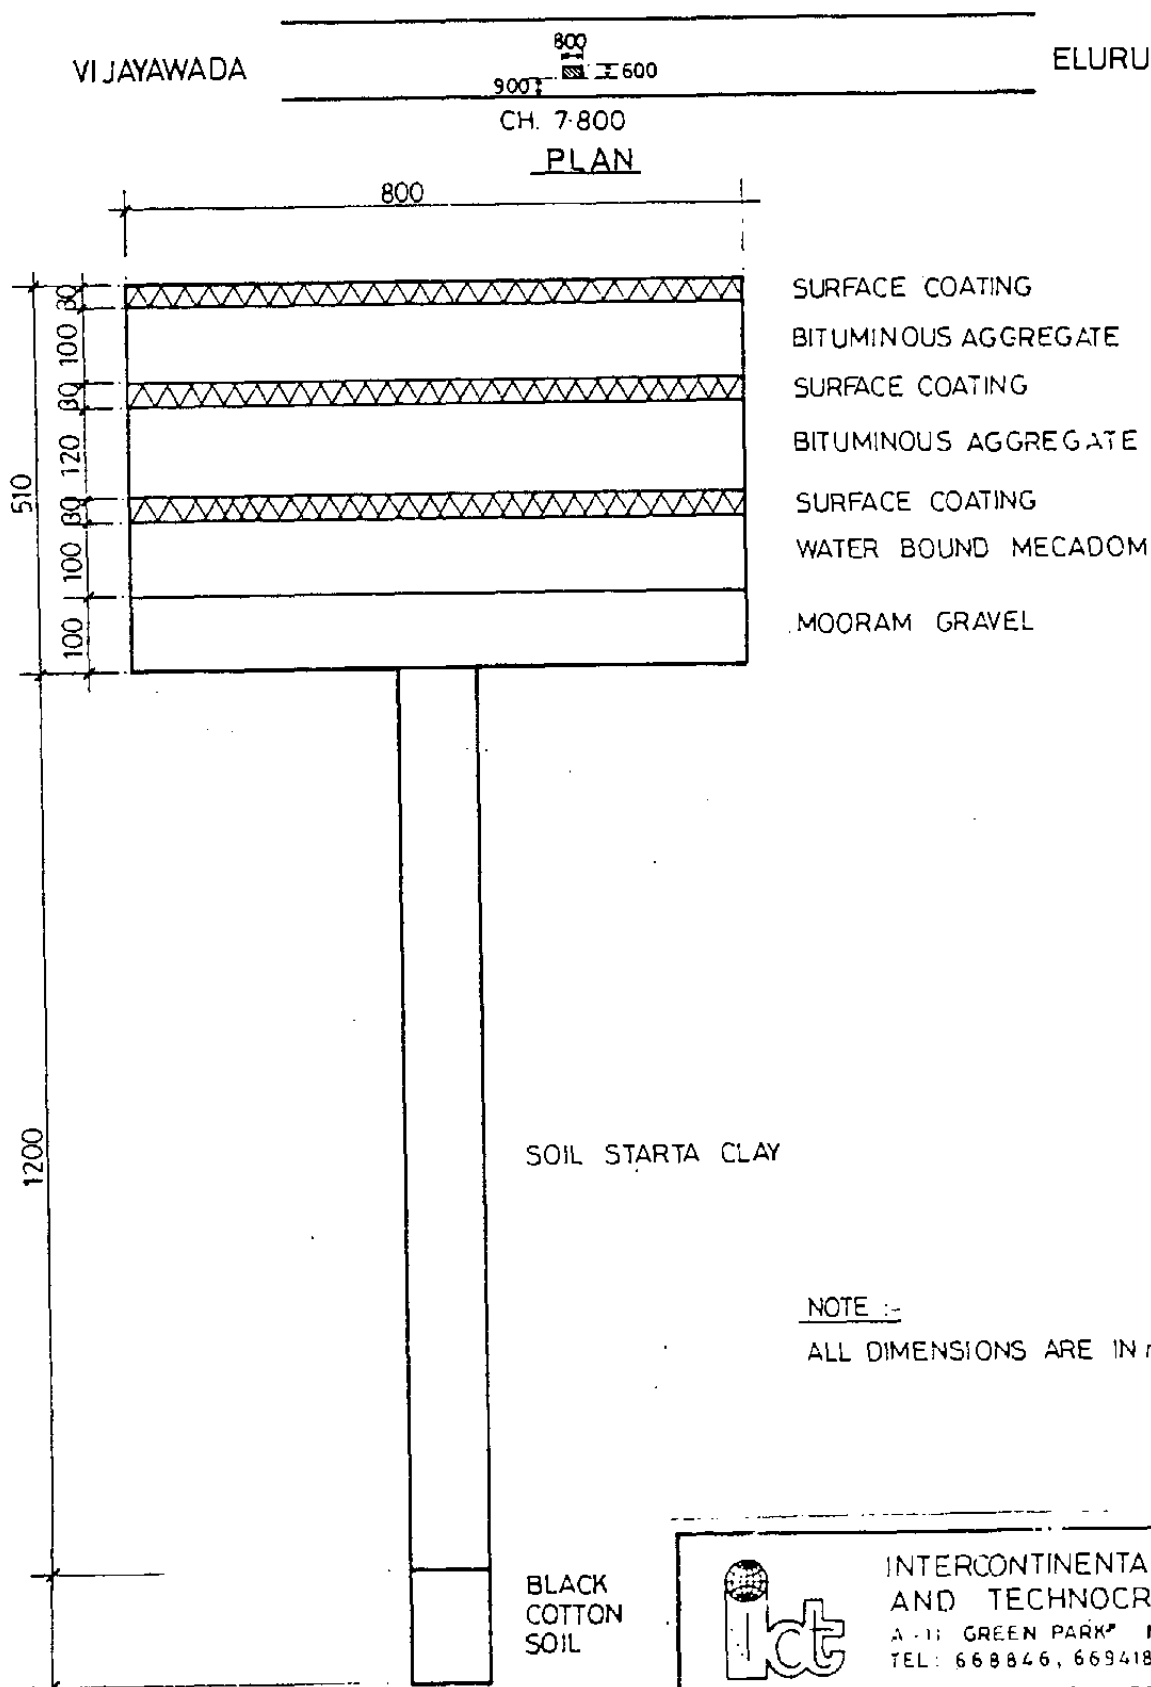 VIJAYAWADA
800
600
900
ELURU
CH. 7.800
PLAN
800
30 SURFACE COATING
100 BITUMINOUS AGGREGATE
30 SURFACE COATING
120 BITUMINOUS AGGREGATE
510
30 SURFACE COATING
100 WATER BOUND MECADOM
100 MOORAM GRAVEL
1200
SOIL STARTA CLAY
NOTE :-
ALL DIMENSIONS ARE IN
BLACK
COTTON
SOIL
ict
INTERCONTINENTA
AND TECHNOCR
A-11 GREEN PARK
TEL: 668846, 669418